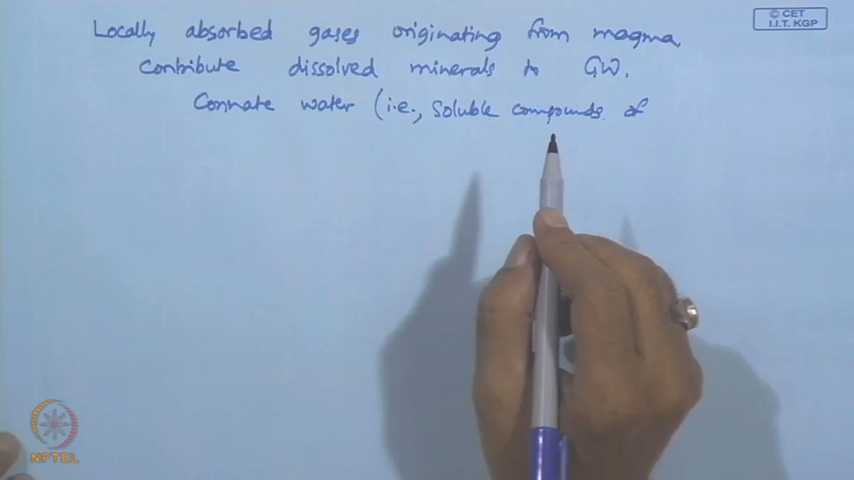 © CET
I.I.T. KGP
Locally absorbed gases originating from magma,
contribute dissolved minerals to GW.
Connate water (i.e., soluble compounds of
NPTEL